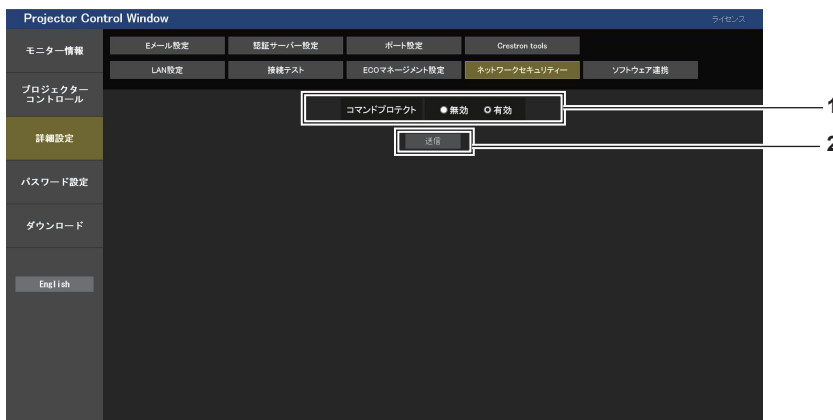 Projector Control Window
ライセンス
モニター情報
プロジェクター
コントロール
詳細設定
パスワード設定
ダウンロード
English
Eメール設定
認証サーバー設定
ポート設定
Crestron tools
LAN設定
接続テスト
ECOマネージメント設定
ネットワークセキュリティー
ソフトウェア連携
コマンドプロテクト 無効 有効
1
送信
2